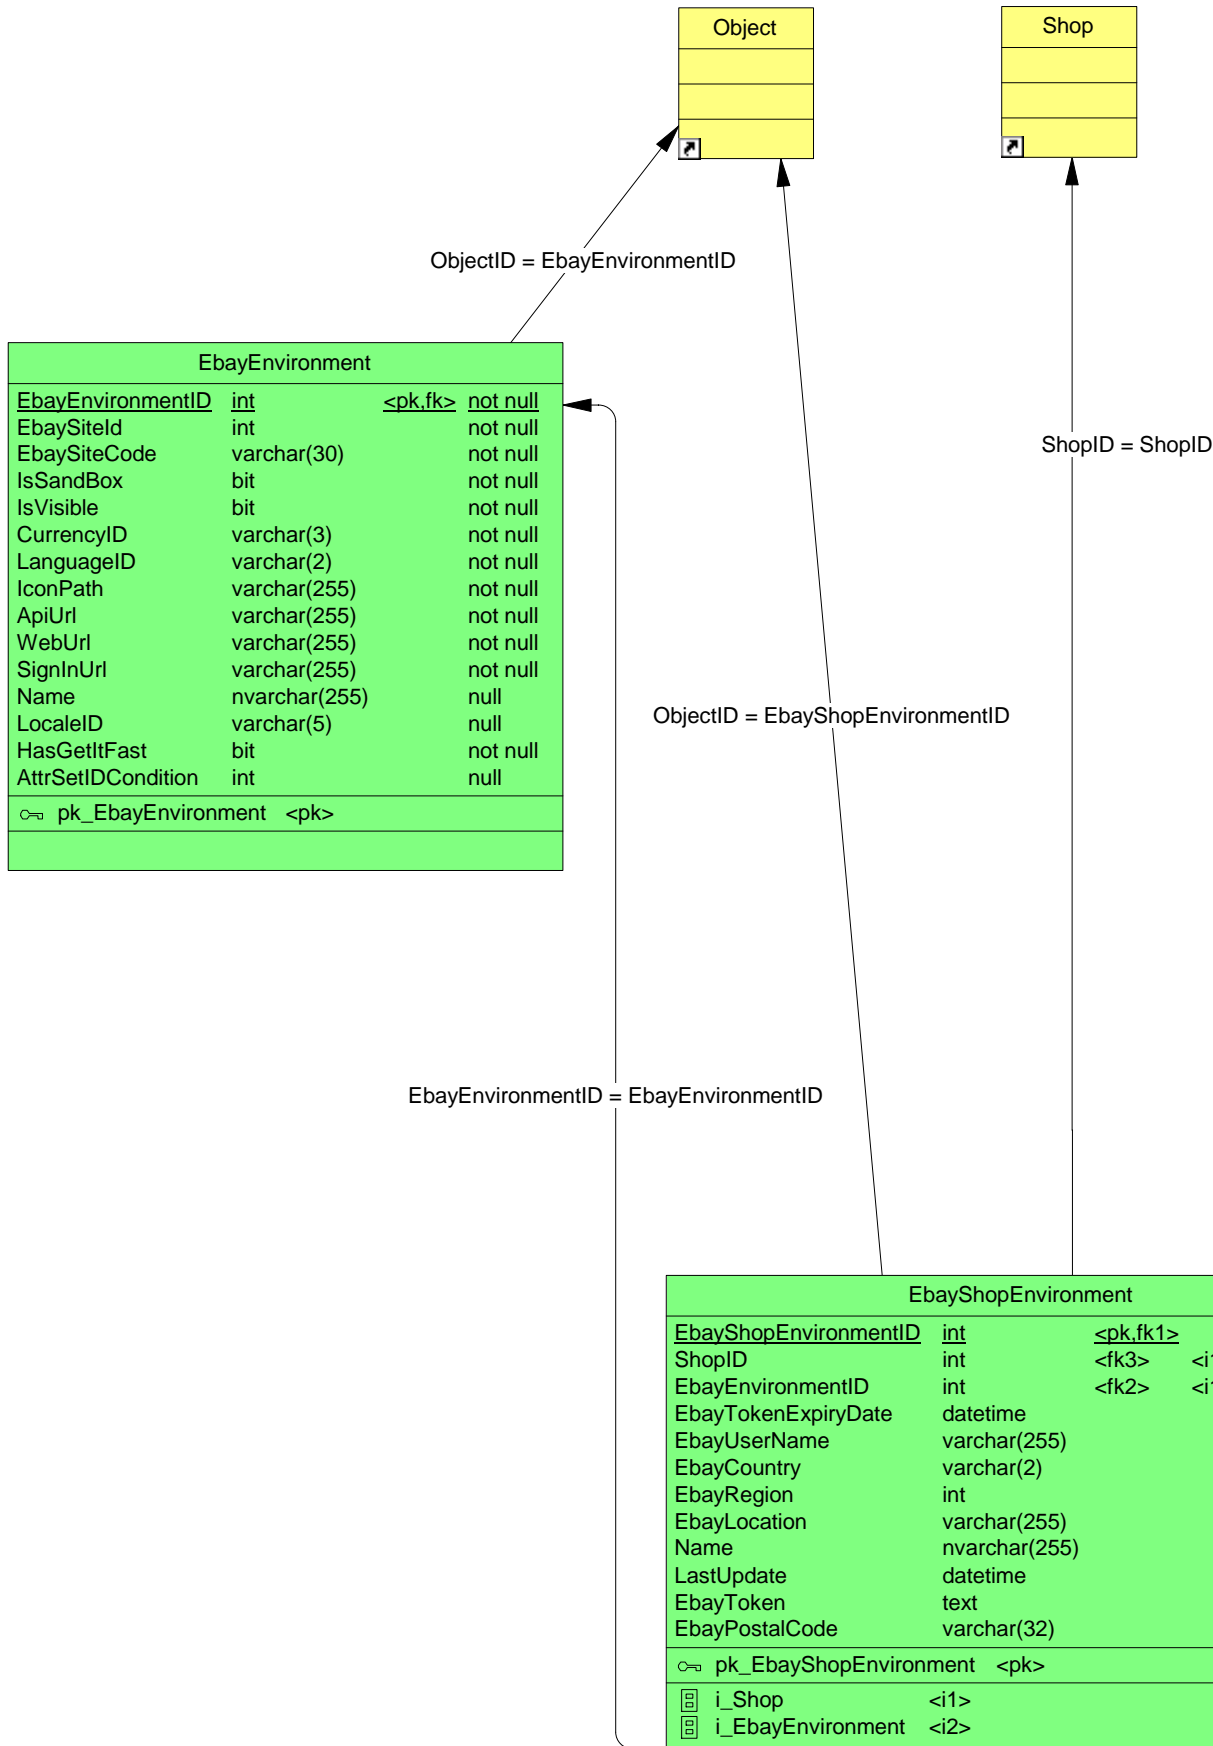 Object
Shop
ObjectID = EbayEnvironmentID
EbayEnvironment
EbayEnvironmentID int <pk,fk> not null
EbaySiteId int not null
EbaySiteCode varchar(30) not null
IsSandBox bit not null
IsVisible bit not null
CurrencyID varchar(3) not null
LanguageID varchar(2) not null
IconPath varchar(255) not null
ApiUrl varchar(255) not null
WebUrl varchar(255) not null
SignInUrl varchar(255) not null
Name nvarchar(255) null
LocaleID varchar(5) null
HasGetItFast bit not null
AttrSetIDCondition int null
pk_EbayEnvironment <pk>
ShopID = ShopID
ObjectID = EbayShopEnvironmentID
EbayEnvironmentID = EbayEnvironmentID
EbayShopEnvironment
EbayShopEnvironmentID int <pk,fk1>
ShopID int <fk3>
EbayEnvironmentID int <fk2>
EbayTokenExpiryDate datetime
EbayUserName varchar(255)
EbayCountry varchar(2)
EbayRegion int
EbayLocation varchar(255)
Name nvarchar(255)
LastUpdate datetime
EbayToken text
EbayPostalCode varchar(32)
pk_EbayShopEnvironment <pk>
i_Shop <i1>
i_EbayEnvironment <i2>